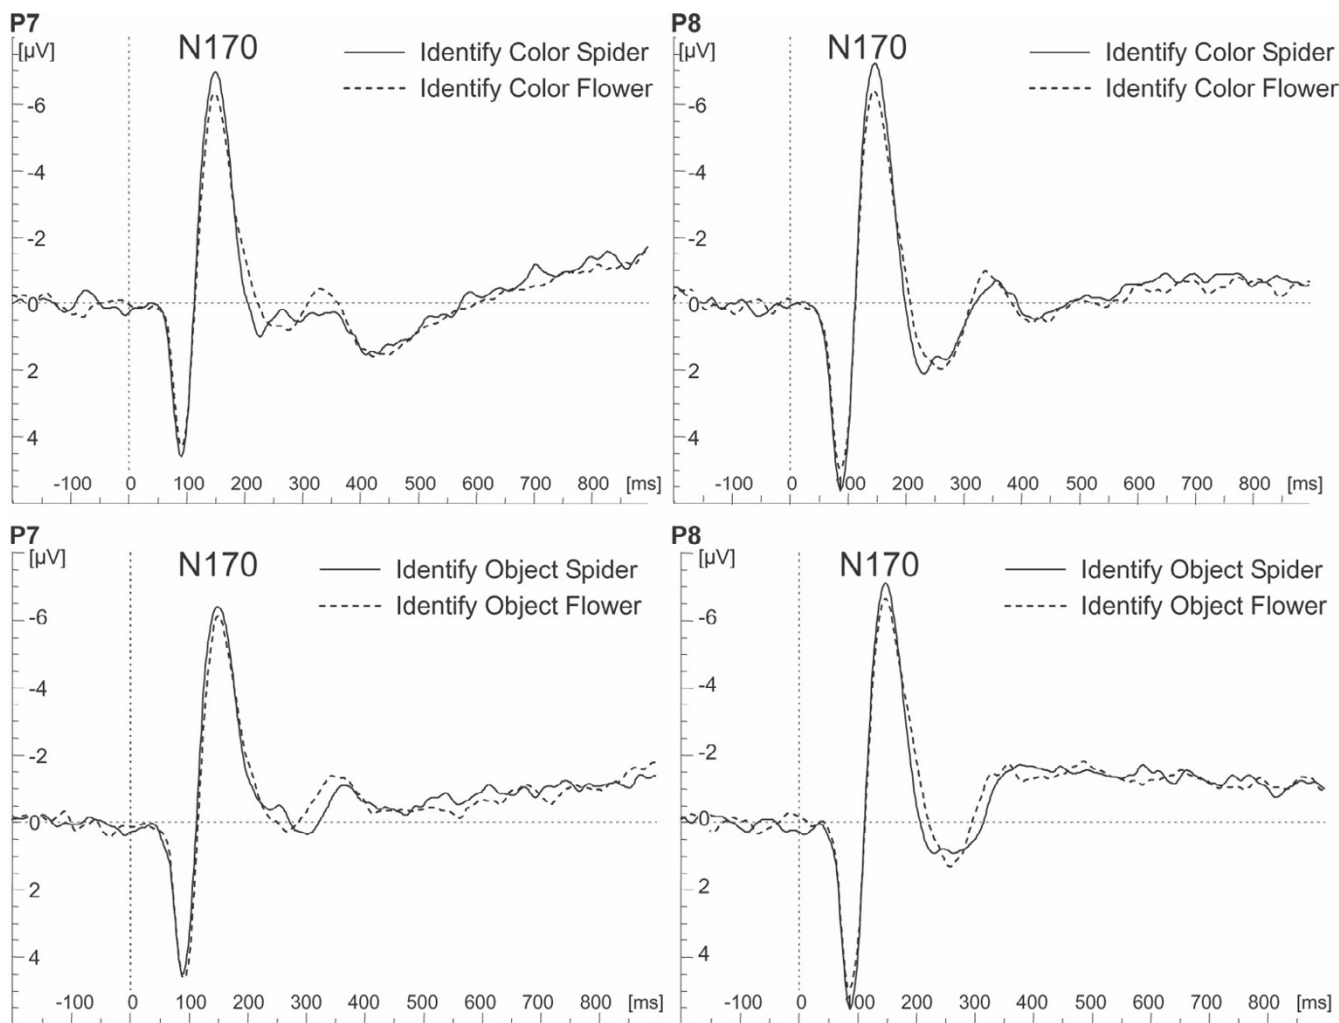 P7
[µV]
N170
Identify Color Spider
Identify Color Flower
-6
-4
-2
0
2
4
-100 0 100 200 300 400 500 600 700 800 [ms]
P8
[µV]
N170
Identify Color Spider
Identify Color Flower
-6
-4
-2
0
2
4
-100 0 100 200 300 400 500 600 700 800 [ms]
P7
[µV]
N170
Identify Object Spider
Identify Object Flower
-6
-4
-2
0
2
4
-100 0 100 200 300 400 500 600 700 [ms]
P8
[µV]
N170
Identify Object Spider
Identify Object Flower
-6
-4
-2
-0
2
4
-100 0 100 200 300 400 500 600 700 800 [ms]